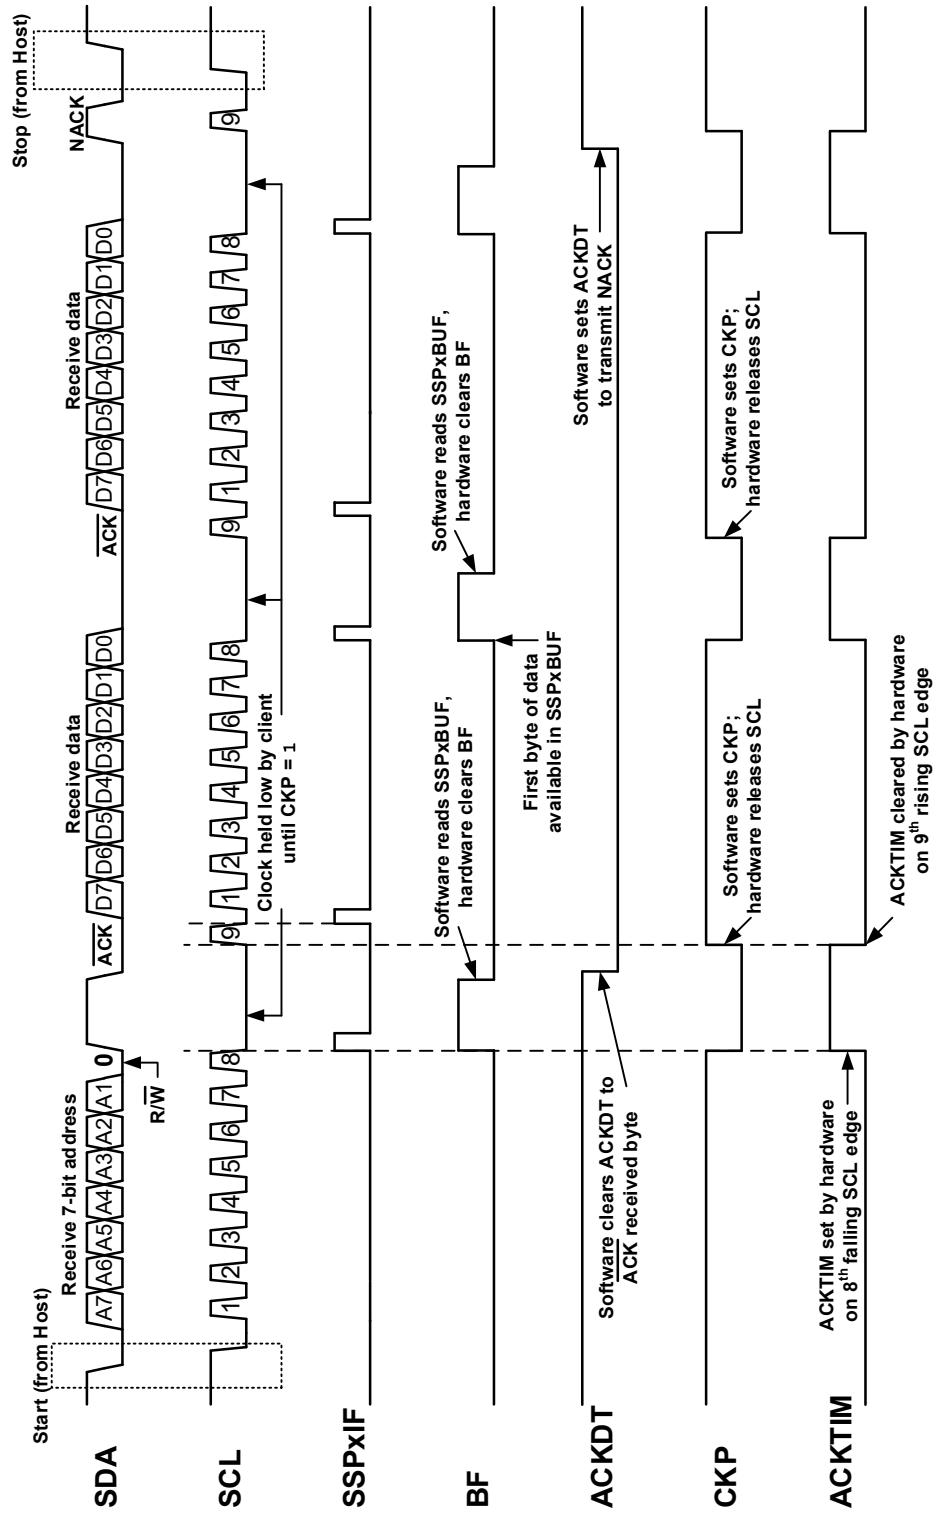 Start (from Host)
Stop (from Host)
Receive 7-bit address
Receive data
Receive data
SDA
A7 A6 A5 A4 A3 A2 A1 0
ACK
D7 D6 D5 D4 D3 D2 D1 D0
ACK
D7 D6 D5 D4 D3 D2 D1 D0
NACK
R/W
SCL
1 2 3 4 5 6 7 8 9
1 2 3 4 5 6 7 8 9
1 2 3 4 5 6 7 8 9
Clock held low by client
until CKP = 1
SSPxIF
BF
Software reads SSPxBUF,
hardware clears BF
Software reads SSPxBUF,
hardware clears BF
First byte of data
available in SSPxBUF
ACKDT
Software clears ACKDT to
ACK received byte
Software sets ACKDT
to transmit NACK
CKP
Software sets CKP;
hardware releases SCL
Software sets CKP;
hardware releases SCL
ACKTIM
ACKTIM set by hardware
on 8th falling SCL edge
ACKTIM cleared by hardware
on 9th rising SCL edge